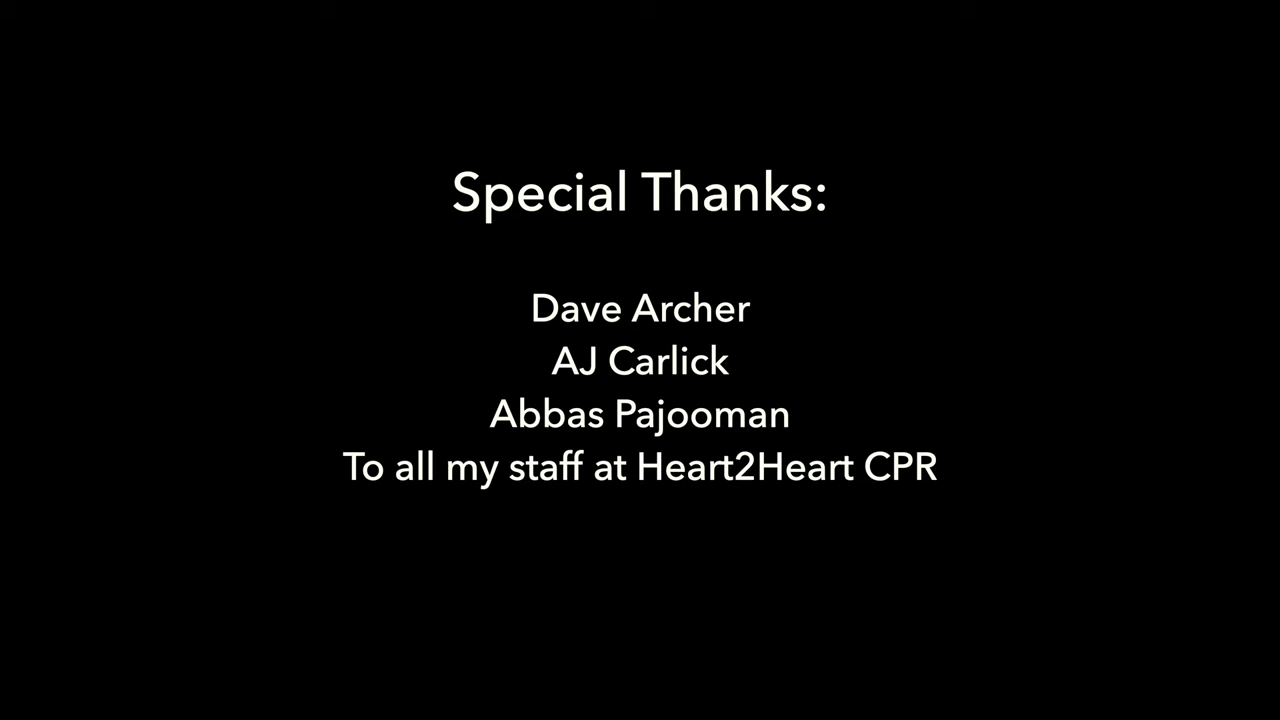 Special Thanks:
Dave Archer
AJ Carlick
Abbas Pajooman
To all my staff at Heart2Heart CPR